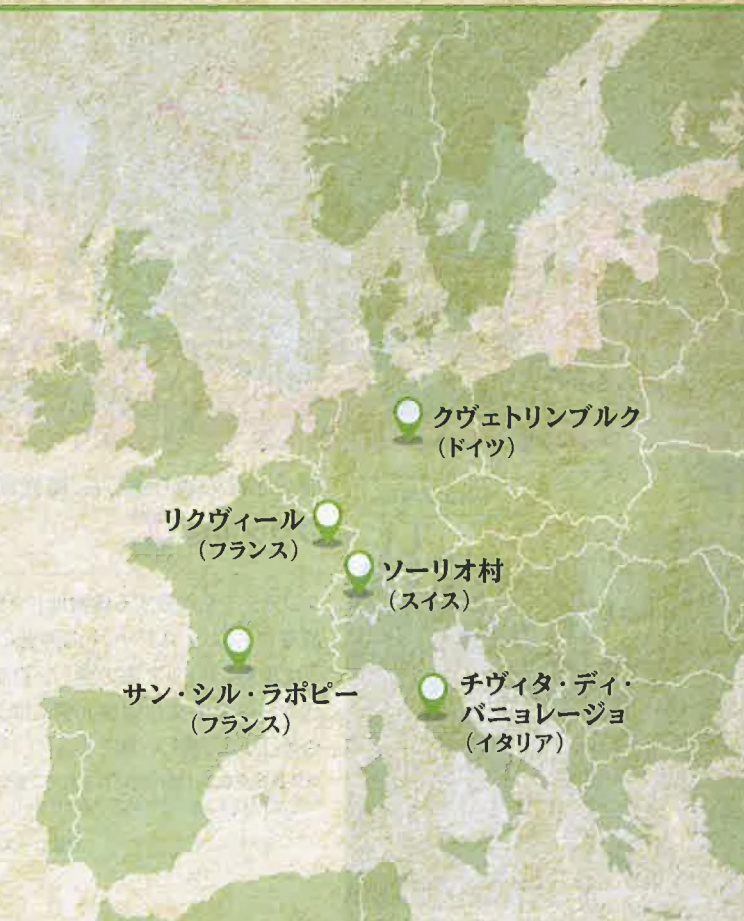 クヴェトリンブルク
（ドイツ）
リクヴィール
（フランス）
ソーリオ村
（スイス）
サン・シル・ラポピー
（フランス）
チヴィタ・ディ・
バニョレージョ
（イタリア）